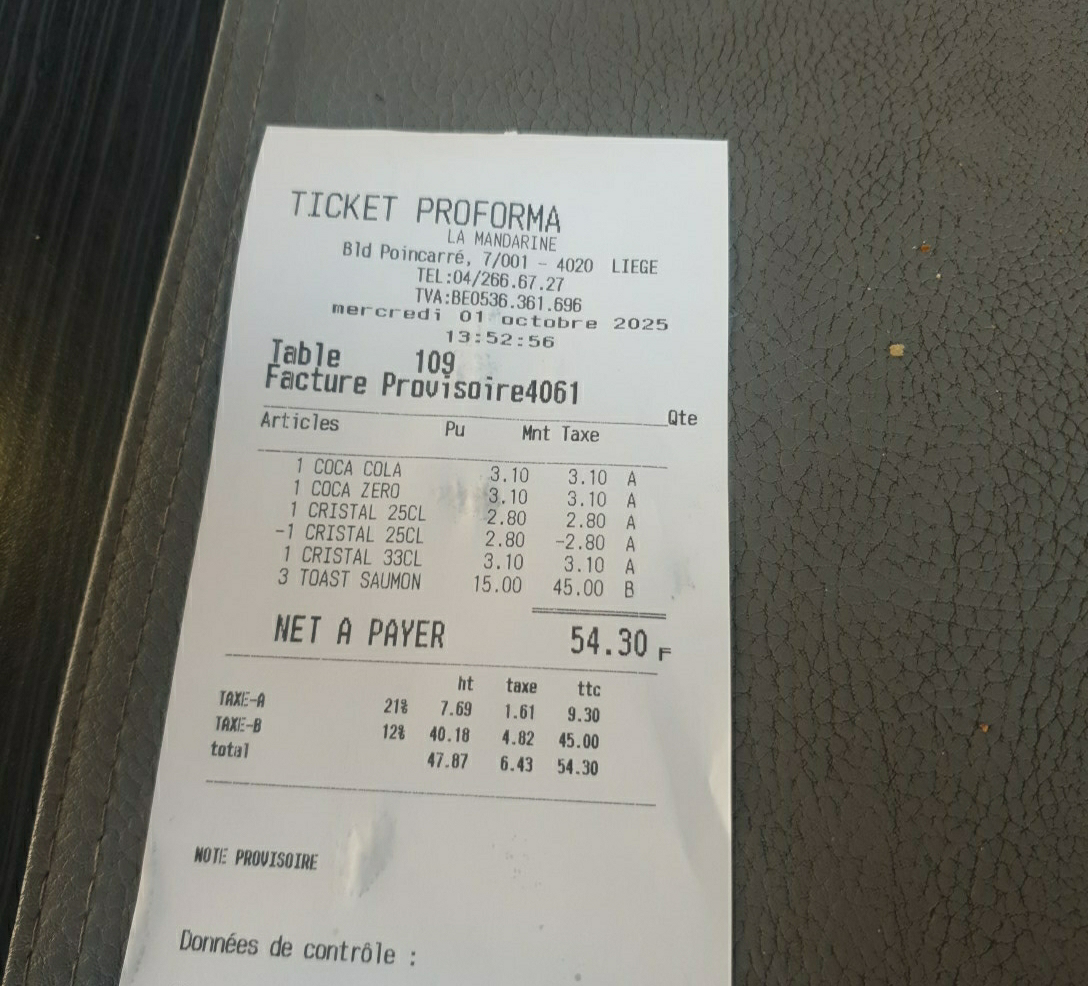 TICKET PROFORMA
LA MANDARINE
Bld Poincarré, 7/001 - 4020 LIEGE
TEL:04/266.67.27
TVA:BE0536.361.696
mercredi 01 octobre 2025
13:52:56
Table 109
Facture Provisoire4061
Qte
Articles Pu Mnt Taxe
1 COCA COLA 3.10 3.10 A
1 COCA ZERO 3.10 3.10 A
1 CRISTAL 25CL 2.80 2.80 A
-1 CRISTAL 25CL 2.80 -2.80 A
1 CRISTAL 33CL 3.10 3.10 A
3 TOAST SAUMON 15.00 45.00 B
NET A PAYER 54.30 F
ht taxe ttc
TAXE-A 21% 7.69 1.61 9.30
TAXE-B 12% 40.18 4.82 45.00
total 47.87 6.43 54.30
NOTE PROVISOIRE
Données de contrôle :